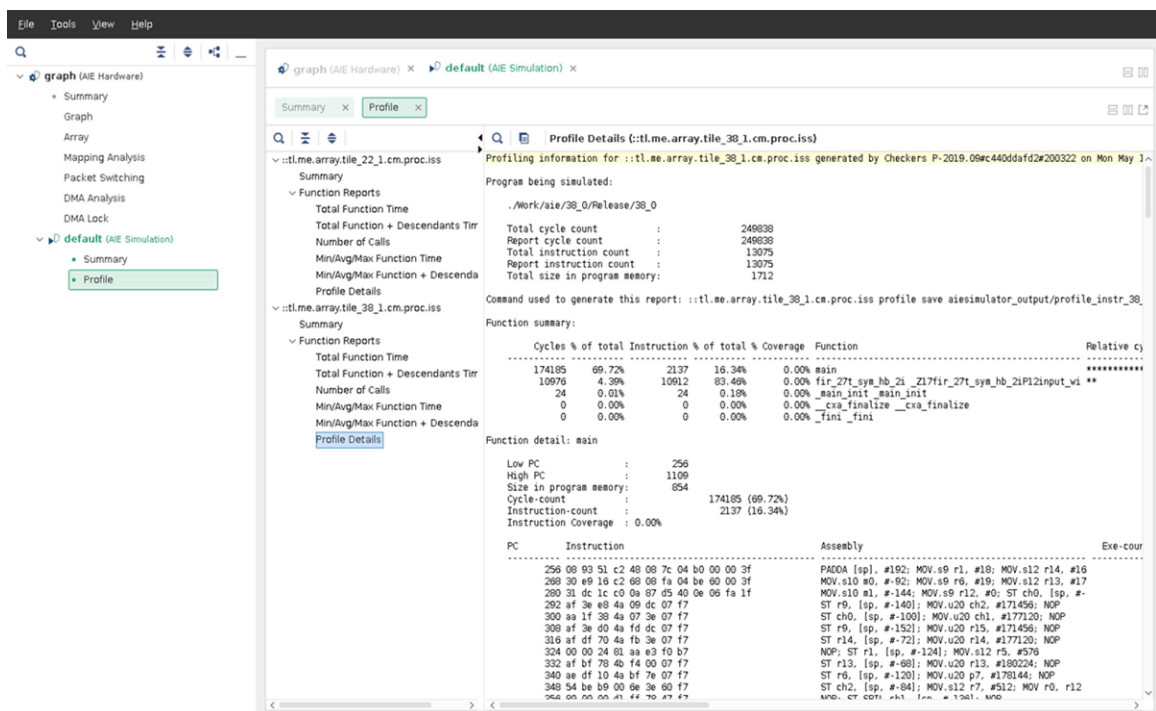 File Tools View Help
graph (AIE Hardware)
Summary
Graph
Array
Mapping Analysis
Packet Switching
DMA Analysis
DMA Lock
default (AIE Simulation)
Summary
Profile
graph (AIE Hardware) × default (AIE Simulation) ×
Summary × Profile ×
::tl.me.array.tile_22_1.cm.proc.iss
Summary
Function Reports
Total Function Time
Total Function + Descendants Tim
Number of Calls
Min/Avg/Max Function Time
Min/Avg/Max Function + Descenda
Profile Details
::tl.me.array.tile_38_1.cm.proc.iss
Summary
Function Reports
Total Function Time
Total Function + Descendants Tim
Number of Calls
Min/Avg/Max Function Time
Min/Avg/Max Function + Descenda
Profile Details
Profile Details (::tl.me.array.tile_38_1.cm.proc.iss)
Profiling information for ::tl.me.array.tile_38_1.cm.proc.iss generated by Checkers P-2019.09#c440ddafd2#200322 on Mon May 1
Program being simulated:
./Work/aie/38_0/Release/38_0
Total cycle count : 249838
Report cycle count : 249838
Total instruction count : 13075
Report instruction count : 13075
Total size in program memory: 1712
Command used to generate this report: ::tl.me.array.tile_38_1.cm.proc.iss profile save aiesimulator_output/profile_instr_38_
Function summary:
Cycles % of total Instruction % of total % Coverage Function Relative cy
174185 69.72% 2137 16.34% 0.00% main ***********
10976 4.39% 10912 83.46% 0.00% fir_27t_sym_hb_2i _Z17fir_27t_sym_hb_2iP12input_wi **
24 0.01% 24 0.18% 0.00% _main_init _main_init
0 0.00% 0 0.00% 0.00% __cxa_finalize __cxa_finalize
0 0.00% 0 0.00% 0.00% _fini _fini
Function detail: main
Low PC : 256
High PC : 1109
Size in program memory: 854
Cycle-count : 174185 (69.72%)
Instruction-count : 2137 (16.34%)
Instruction Coverage : 0.00%
PC Instruction Assembly Exe-cour
256 08 93 51 c2 48 08 7c 04 b0 00 00 3f PADDA [sp], #192; MOV.s9 r1, #18; MOV.s12 r14, #16
268 30 e9 16 c2 68 08 fa 04 be 60 00 3f MOV.s10 m0, #-92; MOV.s9 r6, #19; MOV.s12 r13, #17
280 31 dc 1c c0 0a 87 d5 40 0e 06 fa 1f MOV.s10 m1, #-144; MOV.s9 r12, #0; ST ch0, [sp, #-
292 af 3e e8 4a 09 dc 07 f7 ST r9, [sp, #-140]; MOV.u20 ch2, #171456; NOP
300 aa 1f 38 4a 07 3e 07 f7 ST ch0, [sp, #-100]; MOV.u20 ch1, #177120; NOP
308 af 3e d0 4a fd dc 07 f7 ST r9, [sp, #-152]; MOV.u20 r15, #171456; NOP
316 af df 70 4a fb 3e 07 f7 ST r14, [sp, #-72]; MOV.u20 r14, #177120; NOP
324 00 00 24 81 aa e3 f0 b7 NOP; ST r1, [sp, #-124]; MOV.s12 r5, #576
332 af bf 78 4b f4 00 07 f7 ST r13, [sp, #-68]; MOV.u20 r13, #180224; NOP
340 ae df 10 4a bf 7e 07 f7 ST r6, [sp, #-120]; MOV.u20 p7, #178144; NOP
348 54 be b9 00 6e 3e 60 f7 ST ch2, [sp, #-84]; MOV.s12 r7, #512; MOV r0, r12